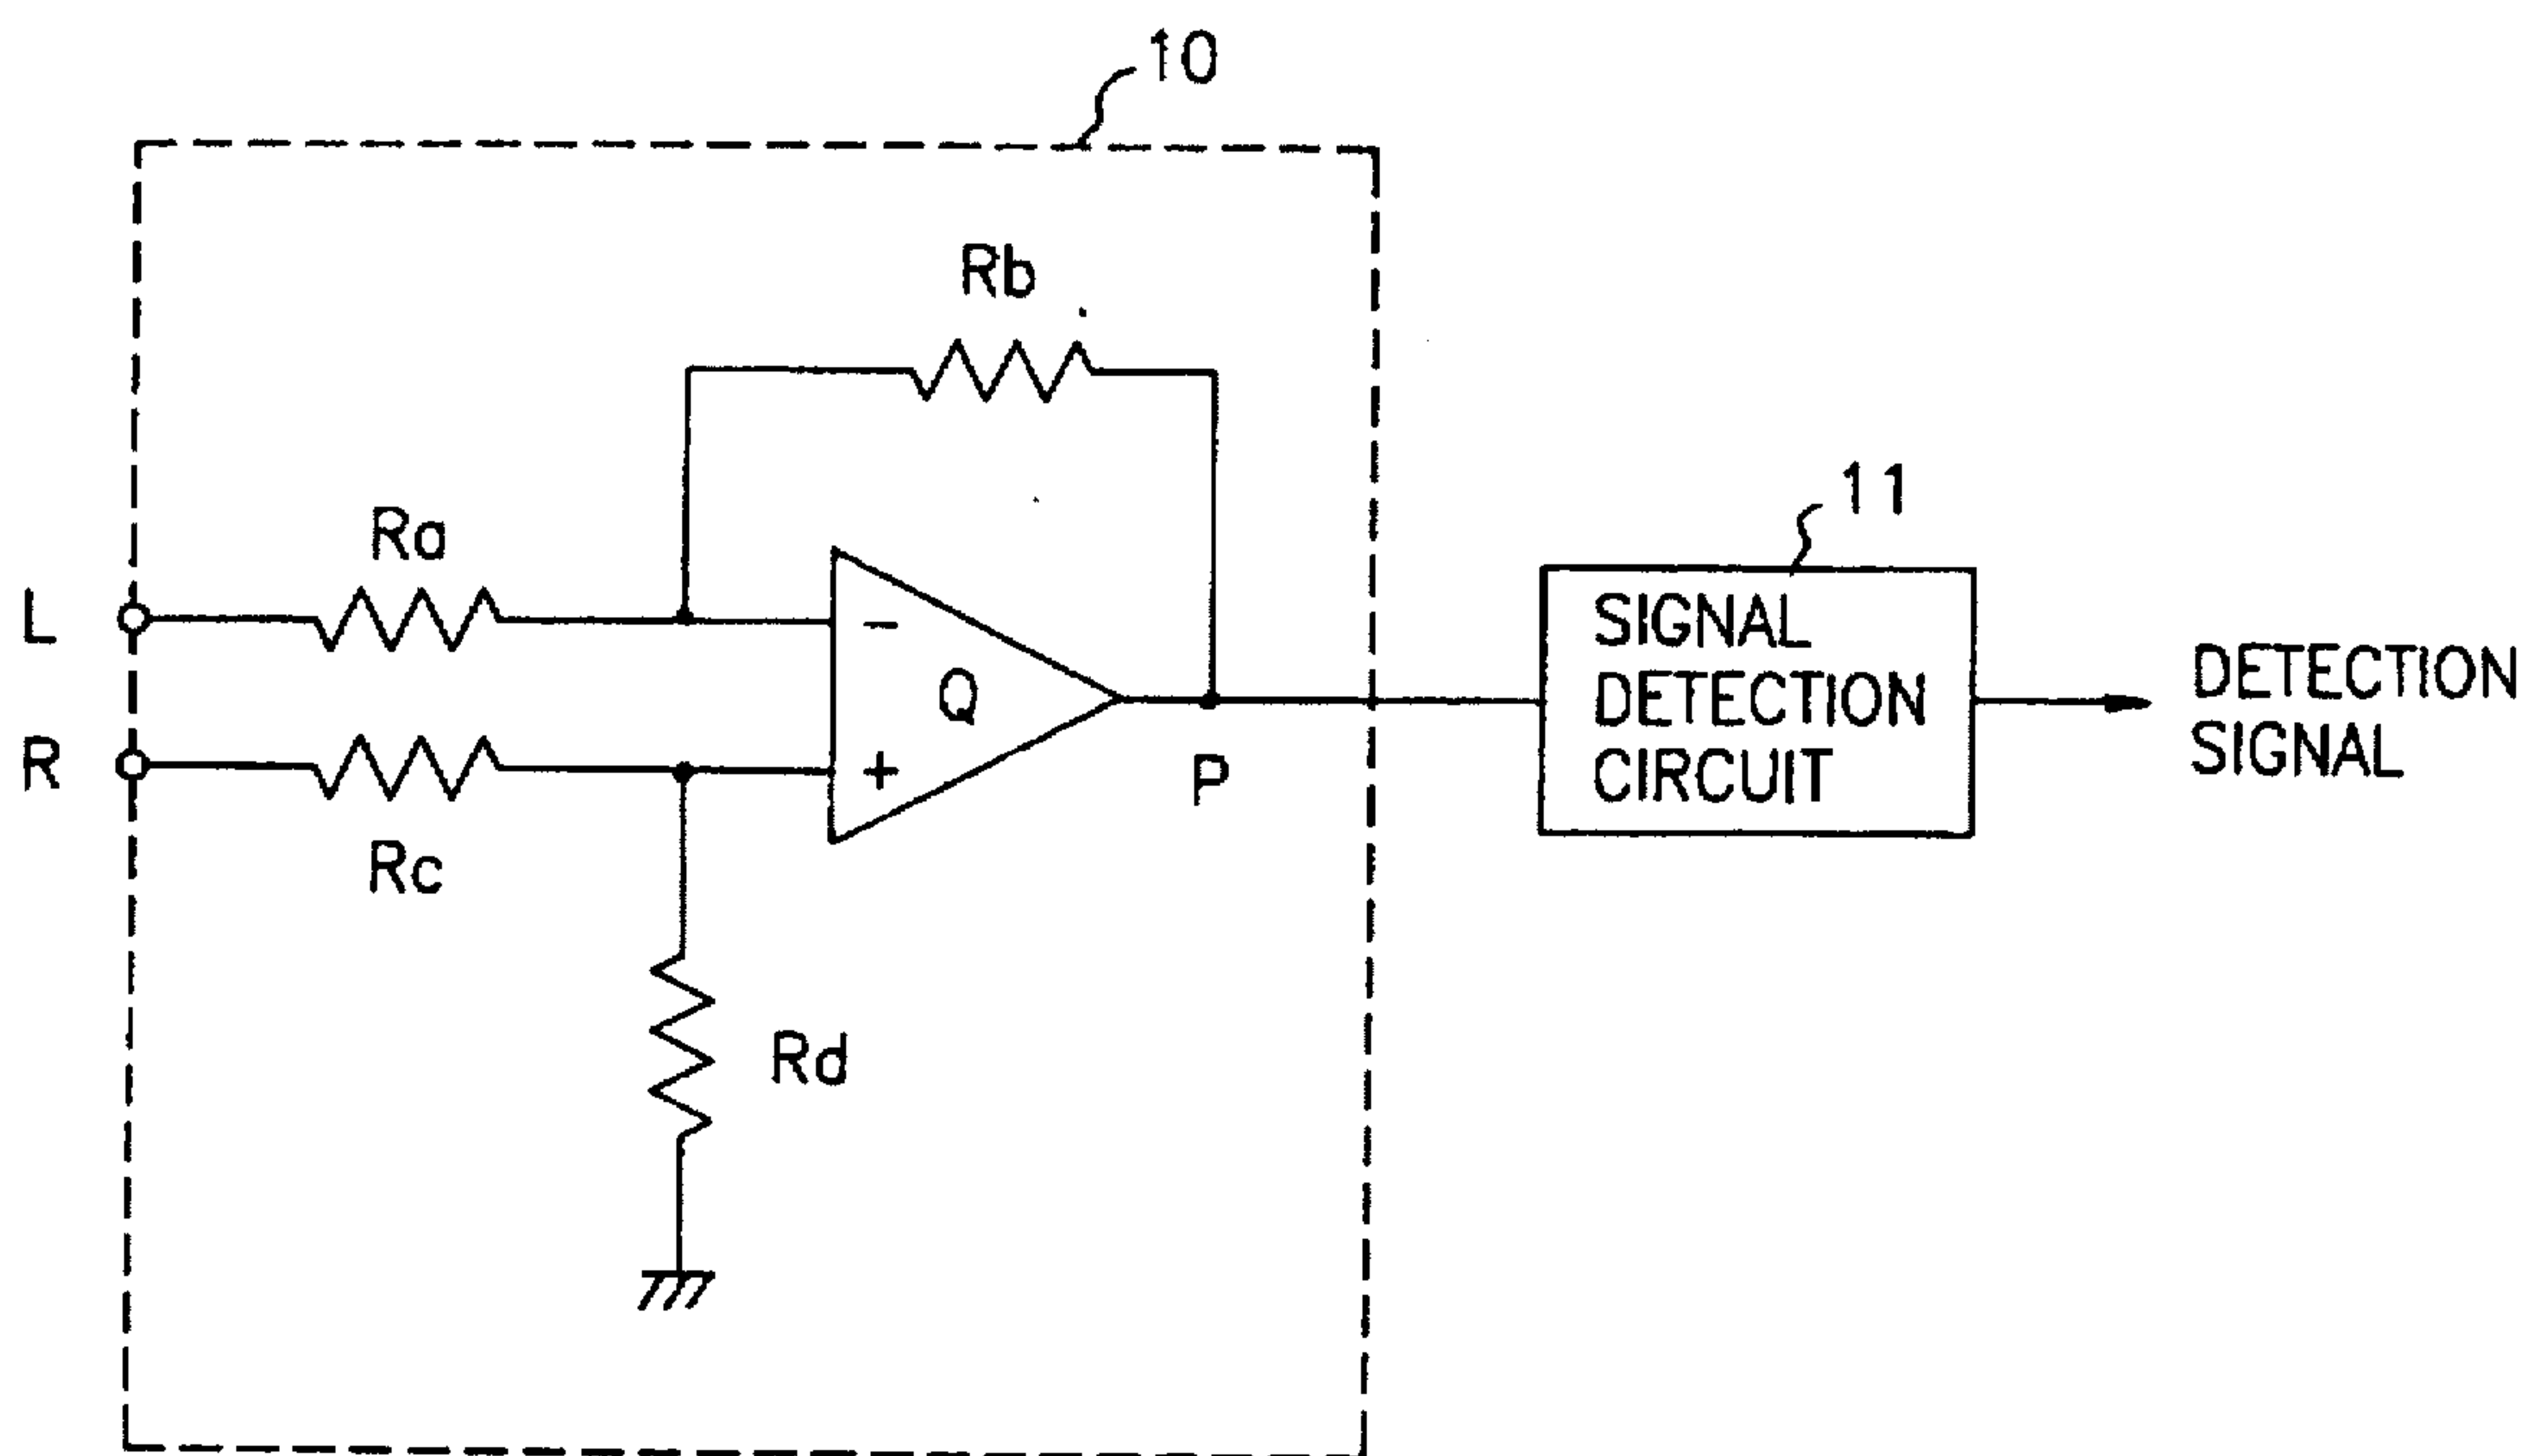 10
Rb
11
Ra
L
−
SIGNAL
DETECTION
CIRCUIT
DETECTION
SIGNAL
Q
R
+
P
Rc
Rd